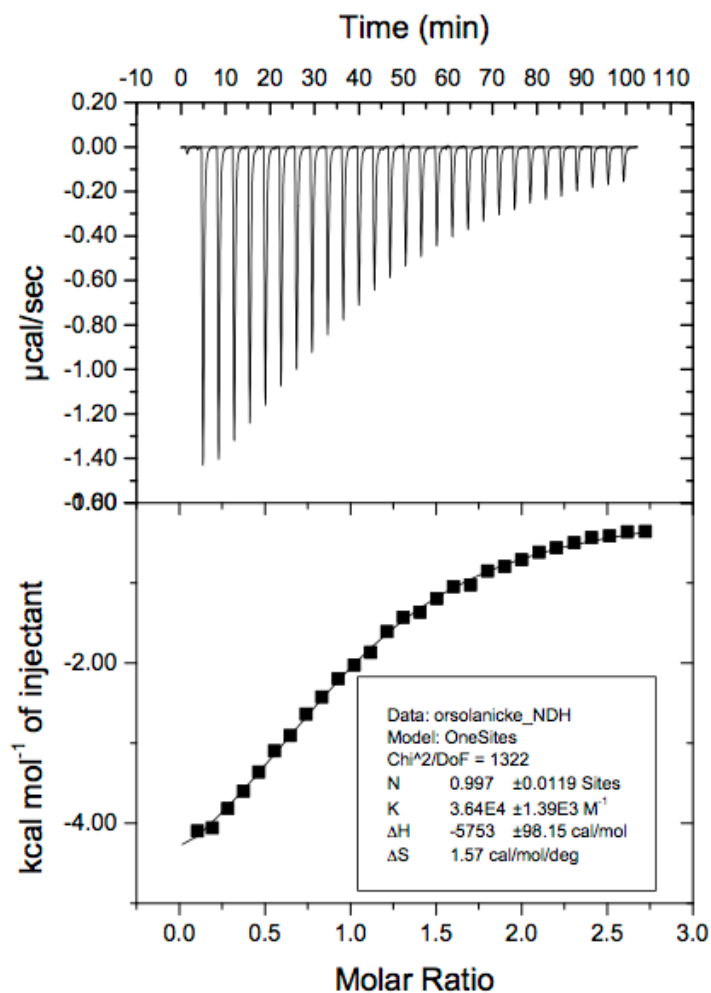 Time (min)
-10 0 10 20 30 40 50 60 70 80 90 100 110
0.20
0.00
-0.20
-0.40
-0.60
-0.80
-1.00
-1.20
-1.40
µcal/sec
-2.00
-4.00
kcal mol⁻¹ of injectant
Data: orsolanicke_NDH
Model: OneSites
Chi^2/DoF = 1322
N 0.997 ±0.0119 Sites
K 3.64E4 ±1.39E3 M⁻¹
ΔH -5753 ±98.15 cal/mol
ΔS 1.57 cal/mol/deg
0.0 0.5 1.0 1.5 2.0 2.5 3.0
Molar Ratio